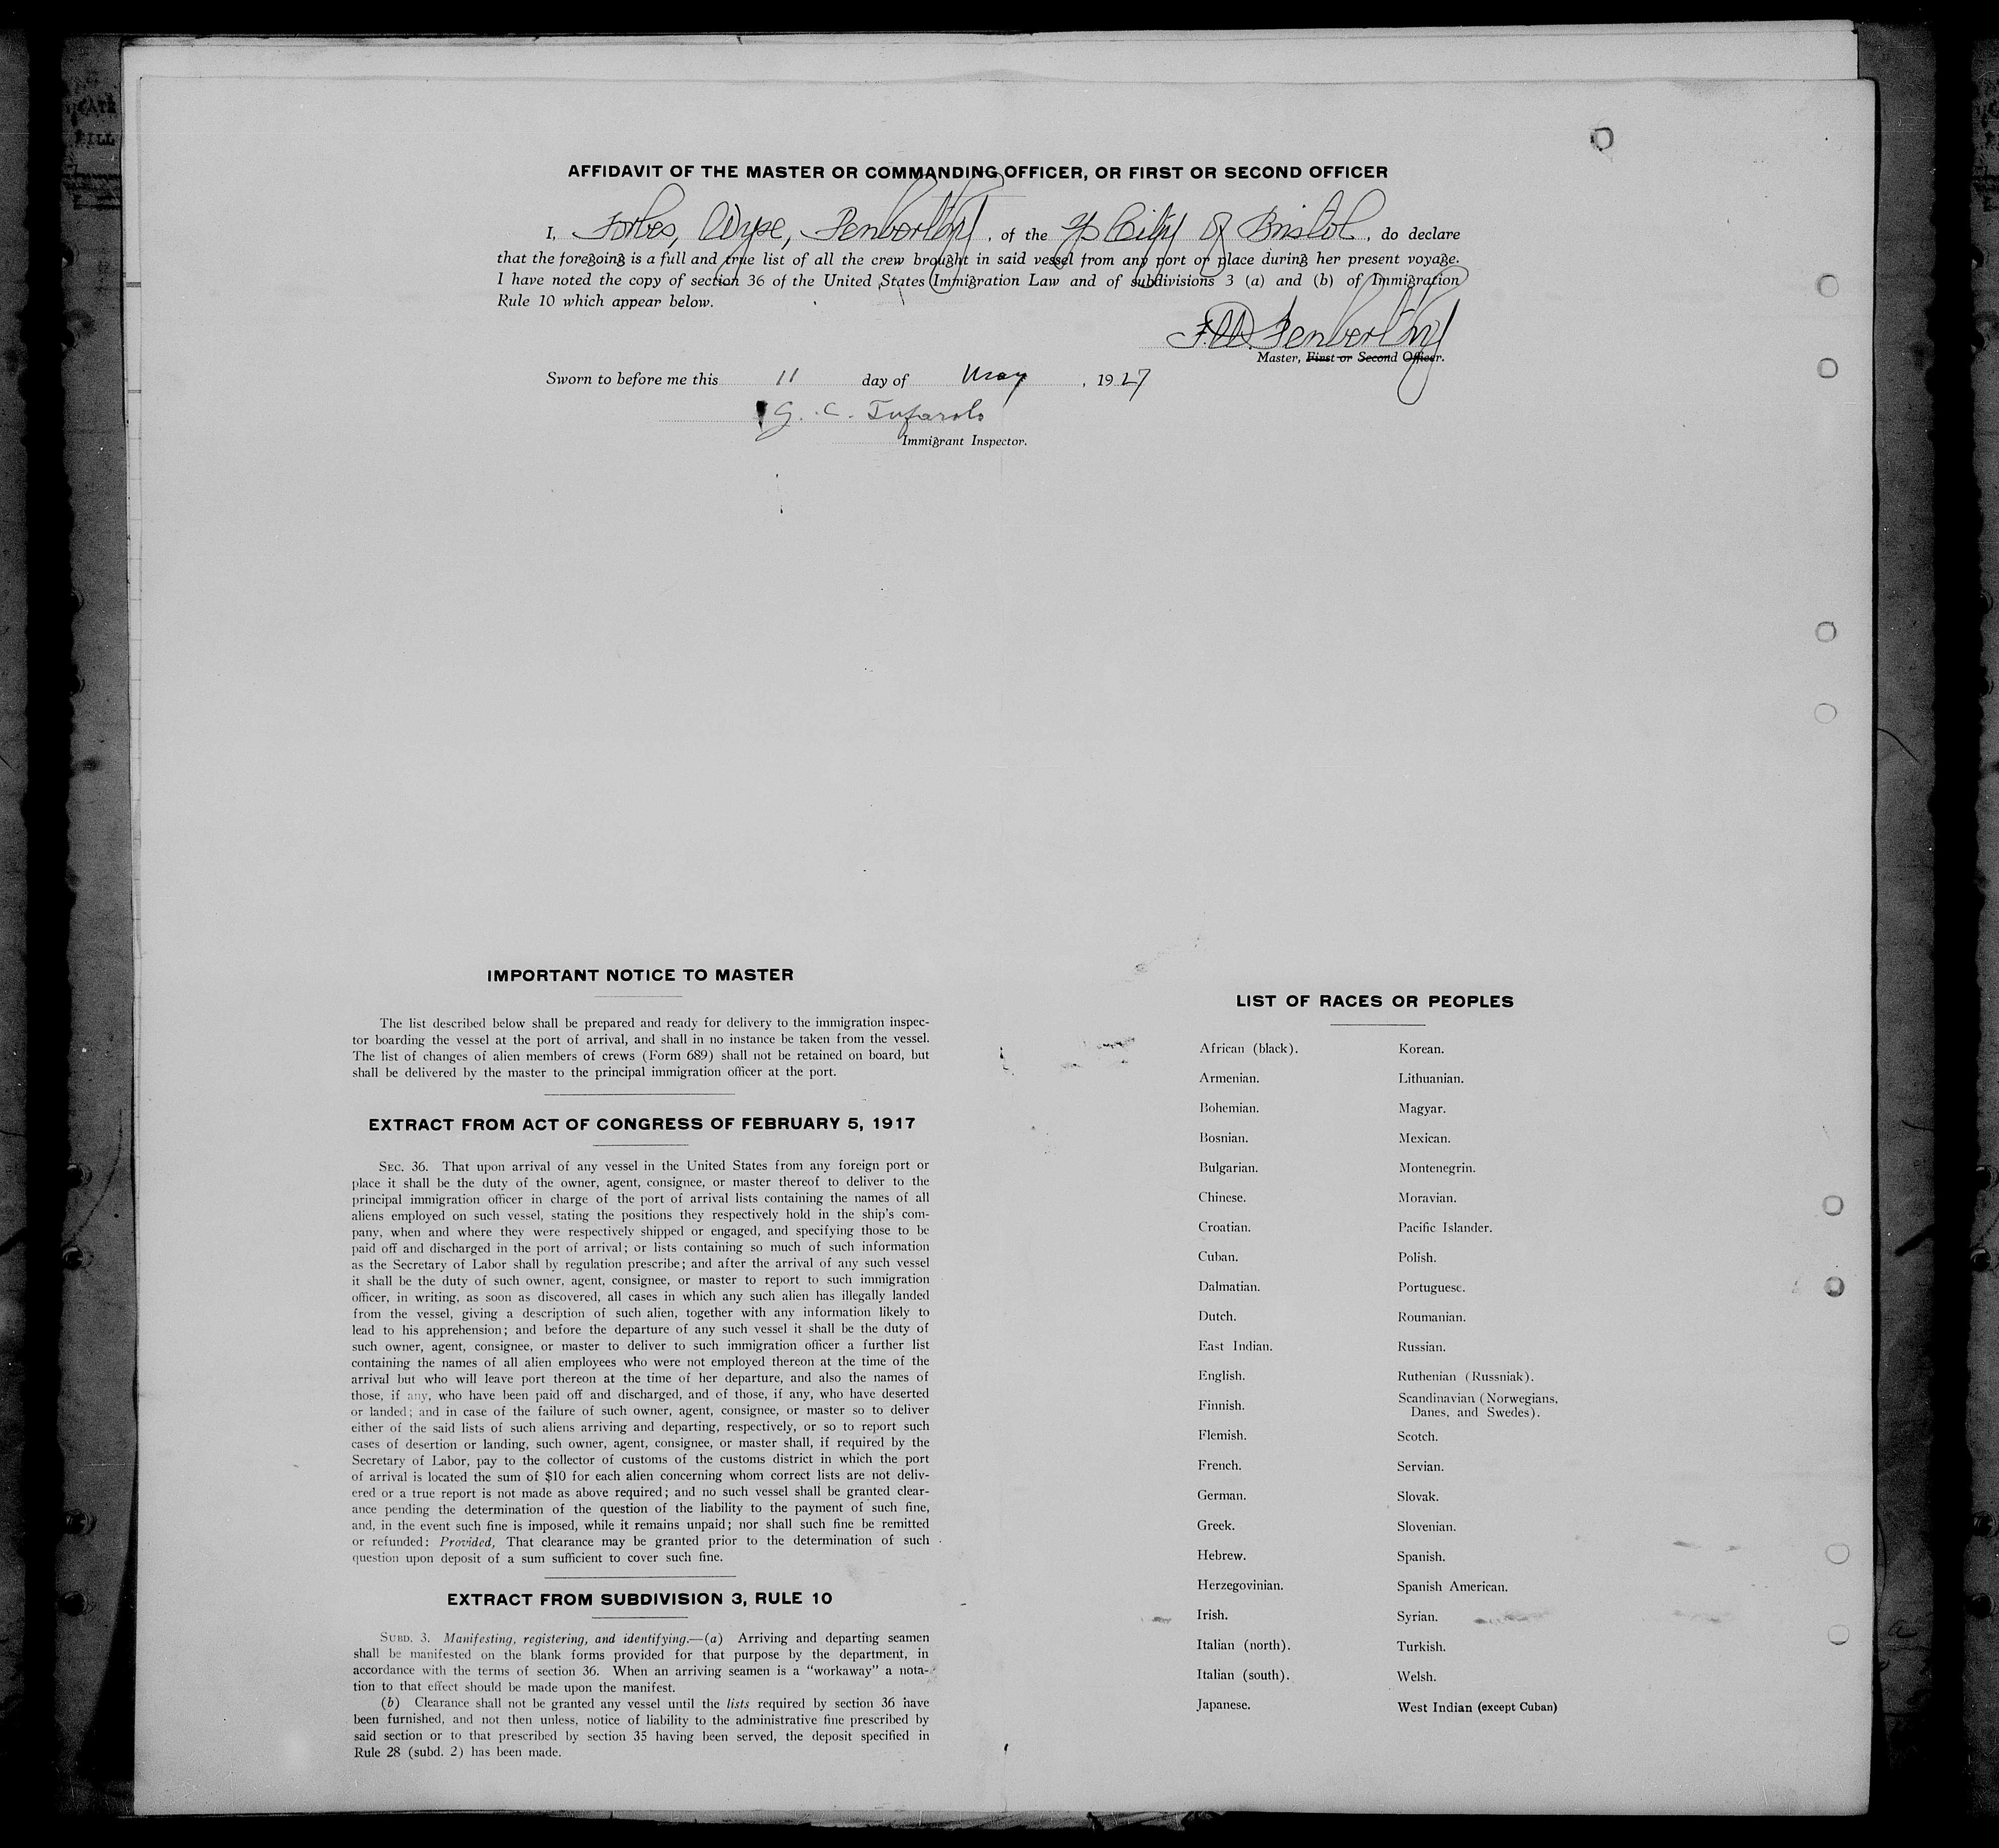 AFFIDAVIT OF THE MASTER OR COMMANDING OFFICER, OR FIRST OR SECOND OFFICER
I, Forbes, Wyse, Penberthy, of the SS City Of Bristol, do declare
that the foregoing is a full and true list of all the crew brought in said vessel from any port or place during her present voyage.
I have noted the copy of section 36 of the United States Immigration Law and of subdivisions 3 (a) and (b) of Immigration
Rule 10 which appear below.
F.W. Penberthy
Master, First or Second Officer.
Sworn to before me this 11 day of May, 1927
G. C.
Immigrant Inspector.
IMPORTANT NOTICE TO MASTER
The list described below shall be prepared and ready for delivery to the immigration inspec-
tor boarding the vessel at the port of arrival, and shall in no instance be taken from the vessel.
The list of changes of alien members of crews (Form 689) shall not be retained on board, but
shall be delivered by the master to the principal immigration officer at the port.
EXTRACT FROM ACT OF CONGRESS OF FEBRUARY 5, 1917
SEC. 36. That upon arrival of any vessel in the United States from any foreign port or
place it shall be the duty of the owner, agent, consignee, or master thereof to deliver to the
principal immigration officer in charge of the port of arrival lists containing the names of all
aliens employed on such vessel, stating the positions they respectively hold in the ship's com-
pany, when and where they were respectively shipped or engaged, and specifying those to be
paid off and discharged in the port of arrival; or lists containing so much of such information
as the Secretary of Labor shall by regulation prescribe; and after the arrival of any such vessel
it shall be the duty of such owner, agent, consignee, or master to report to such immigration
officer, in writing, as soon as discovered, all cases in which any such alien has illegally landed
from the vessel, giving a description of such alien, together with any information likely to
lead to his apprehension; and before the departure of any such vessel it shall be the duty of
such owner, agent, consignee, or master to deliver to such immigration officer a further list
containing the names of all alien employees who were not employed thereon at the time of the
arrival but who will leave port thereon at the time of her departure, and also the names of
those, if any, who have been paid off and discharged, and of those, if any, who have deserted
or landed; and in case of the failure of such owner, agent, consignee, or master so to deliver
either of the said lists of such aliens arriving and departing, respectively, or so to report such
cases of desertion or landing, such owner, agent, consignee, or master shall, if required by the
Secretary of Labor, pay to the collector of customs of the customs district in which the port
of arrival is located the sum of $10 for each alien concerning whom correct lists are not deliv-
ered or a true report is not made as above required; and no such vessel shall be granted clear-
ance pending the determination of the question of the liability to the payment of such fine,
and, in the event such fine is imposed, while it remains unpaid; nor shall such fine be remitted
or refunded: Provided, That clearance may be granted prior to the determination of such
question upon deposit of a sum sufficient to cover such fine.
EXTRACT FROM SUBDIVISION 3, RULE 10
SUBD. 3. Manifesting, registering, and identifying.—(a) Arriving and departing seamen
shall be manifested on the blank forms provided for that purpose by the department, in
accordance with the terms of section 36. When an arriving seamen is a "workaway" a nota-
tion to that effect should be made upon the manifest.
(b) Clearance shall not be granted any vessel until the lists required by section 36 have
been furnished, and not then unless, notice of liability to the administrative fine prescribed by
said section or to that prescribed by section 35 having been served, the deposit specified in
Rule 28 (subd. 2) has been made.
LIST OF RACES OR PEOPLES
African (black).
Armenian.
Bohemian.
Bosnian.
Bulgarian.
Chinese.
Croatian.
Cuban.
Dalmatian.
Dutch.
East Indian.
English.
Finnish.
Flemish.
French.
German.
Greek.
Hebrew.
Herzegovinian.
Irish.
Italian (north).
Italian (south).
Japanese.
Korean.
Lithuanian.
Magyar.
Mexican.
Montenegrin.
Moravian.
Pacific Islander.
Polish.
Portuguese.
Roumanian.
Russian.
Ruthenian (Russniak).
Scandinavian (Norwegians,
Danes, and Swedes).
Scotch.
Servian.
Slovak.
Slovenian.
Spanish.
Spanish American.
Syrian.
Turkish.
Welsh.
West Indian (except Cuban)